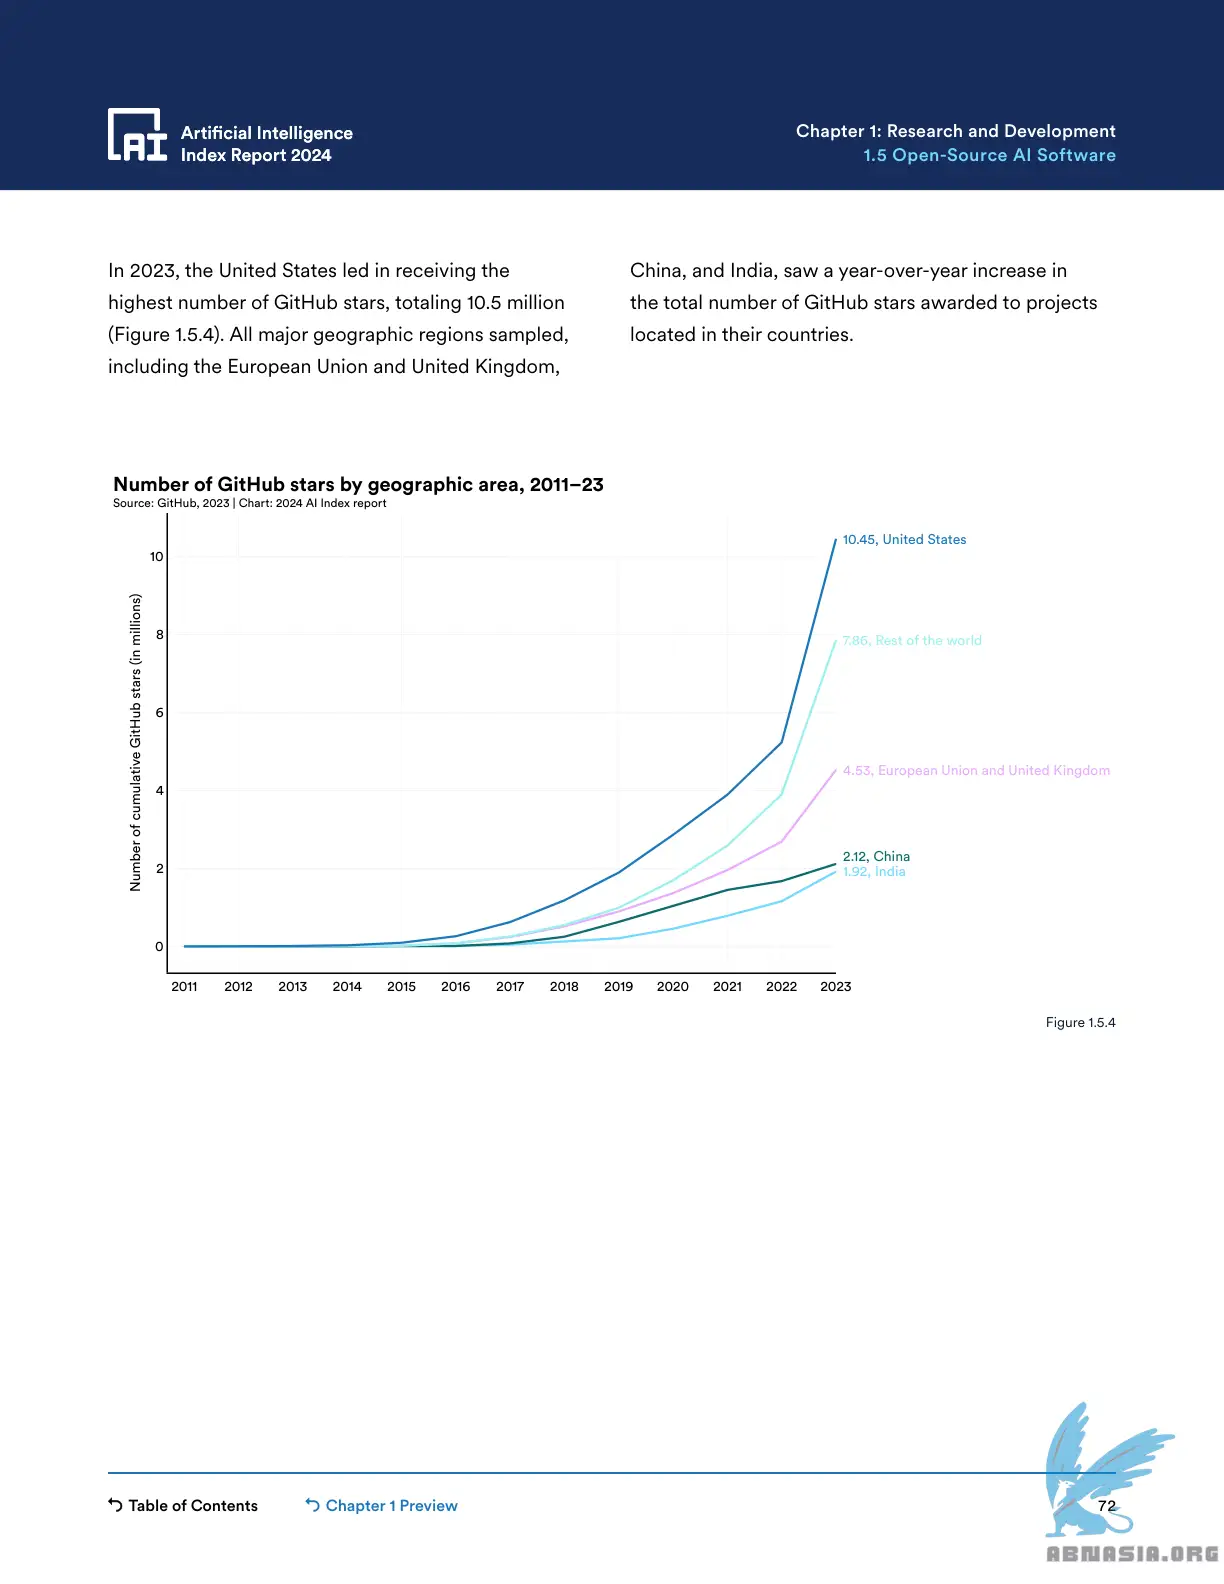 Artificial Intelligence
Index Report 2024
Chapter 1: Research and Development
1.5 Open-Source AI Software
In 2023, the United States led in receiving the
highest number of GitHub stars, totaling 10.5 million
(Figure 1.5.4). All major geographic regions sampled,
including the European Union and United Kingdom,
China, and India, saw a year-over-year increase in
the total number of GitHub stars awarded to projects
located in their countries.
Number of GitHub stars by geographic area, 2011–23
Source: GitHub, 2023 | Chart: 2024 AI Index report
Number of cumulative GitHub stars (in millions)
10
8
6
4
2
0
10.45, United States
7.86, Rest of the world
4.53, European Union and United Kingdom
2.12, China
1.92, India
2011 2012 2013 2014 2015 2016 2017 2018 2019 2020 2021 2022 2023
Figure 1.5.4
Table of Contents
Chapter 1 Preview
72
ABNASIA.ORG